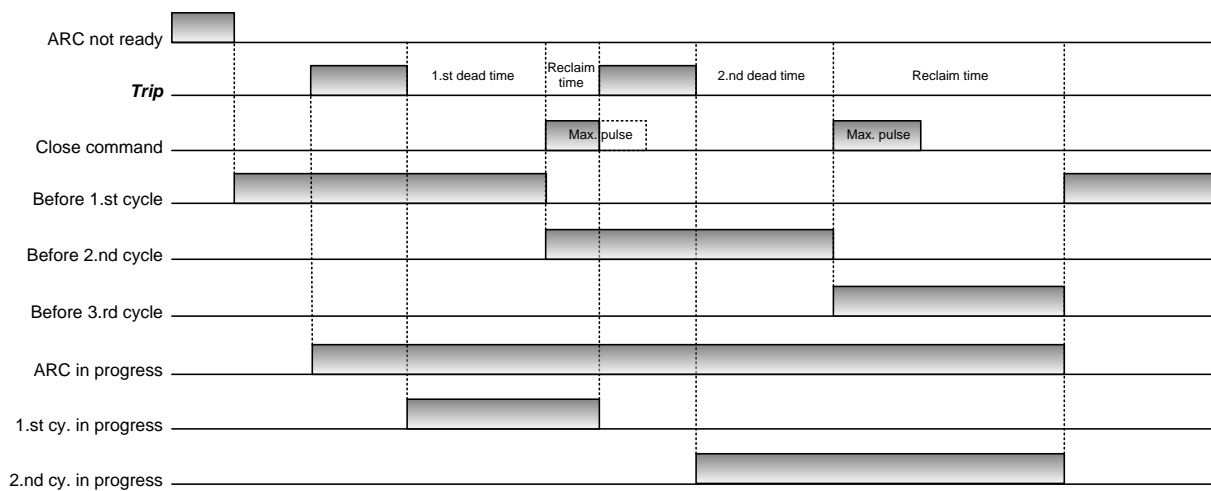 ARC not ready
Trip
1.st dead time
Reclaim
time
2.nd dead time
Reclaim time
Close command
Max. pulse
Max. pulse
Before 1.st cycle
Before 2.nd cycle
Before 3.rd cycle
ARC in progress
1.st cy. in progress
2.nd cy. in progress